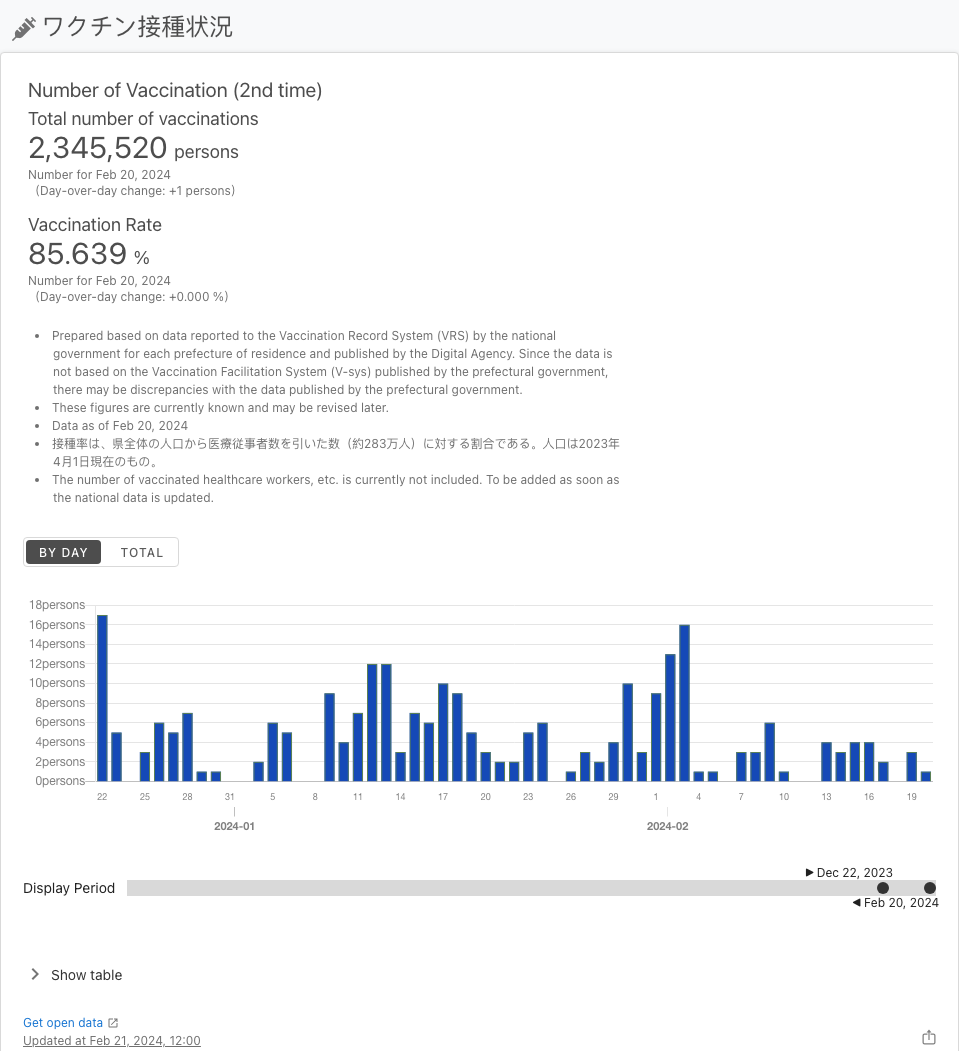 ワクチン接種状況
Number of Vaccination (2nd time)
Total number of vaccinations
2,345,520 persons
Number for Feb 20, 2024
(Day-over-day change: +1 persons)
Vaccination Rate
85.639 %
Number for Feb 20, 2024
(Day-over-day change: +0.000 %)
• Prepared based on data reported to the Vaccination Record System (VRS) by the national
government for each prefecture of residence and published by the Digital Agency. Since the data is
not based on the Vaccination Facilitation System (V-sys) published by the prefectural government,
there may be discrepancies with the data published by the prefectural government.
• These figures are currently known and may be revised later.
• Data as of Feb 20, 2024
• 接種率は、県全体の人口から医療従事者数を引いた数（約283万人）に対する割合である。人口は2023年
4月1日現在のもの。
• The number of vaccinated healthcare workers, etc. is currently not included. To be added as soon as
the national data is updated.
BY DAY TOTAL
18persons
16persons
14persons
12persons
10persons
8persons
6persons
4persons
2persons
0persons
22 25 28 31 5 8 11 14 17 20 23 26 29 1 4 7 10 13 16 19
2024-01 2024-02
Dec 22, 2023
Display Period
Feb 20, 2024
Show table
Get open data
Updated at Feb 21, 2024, 12:00